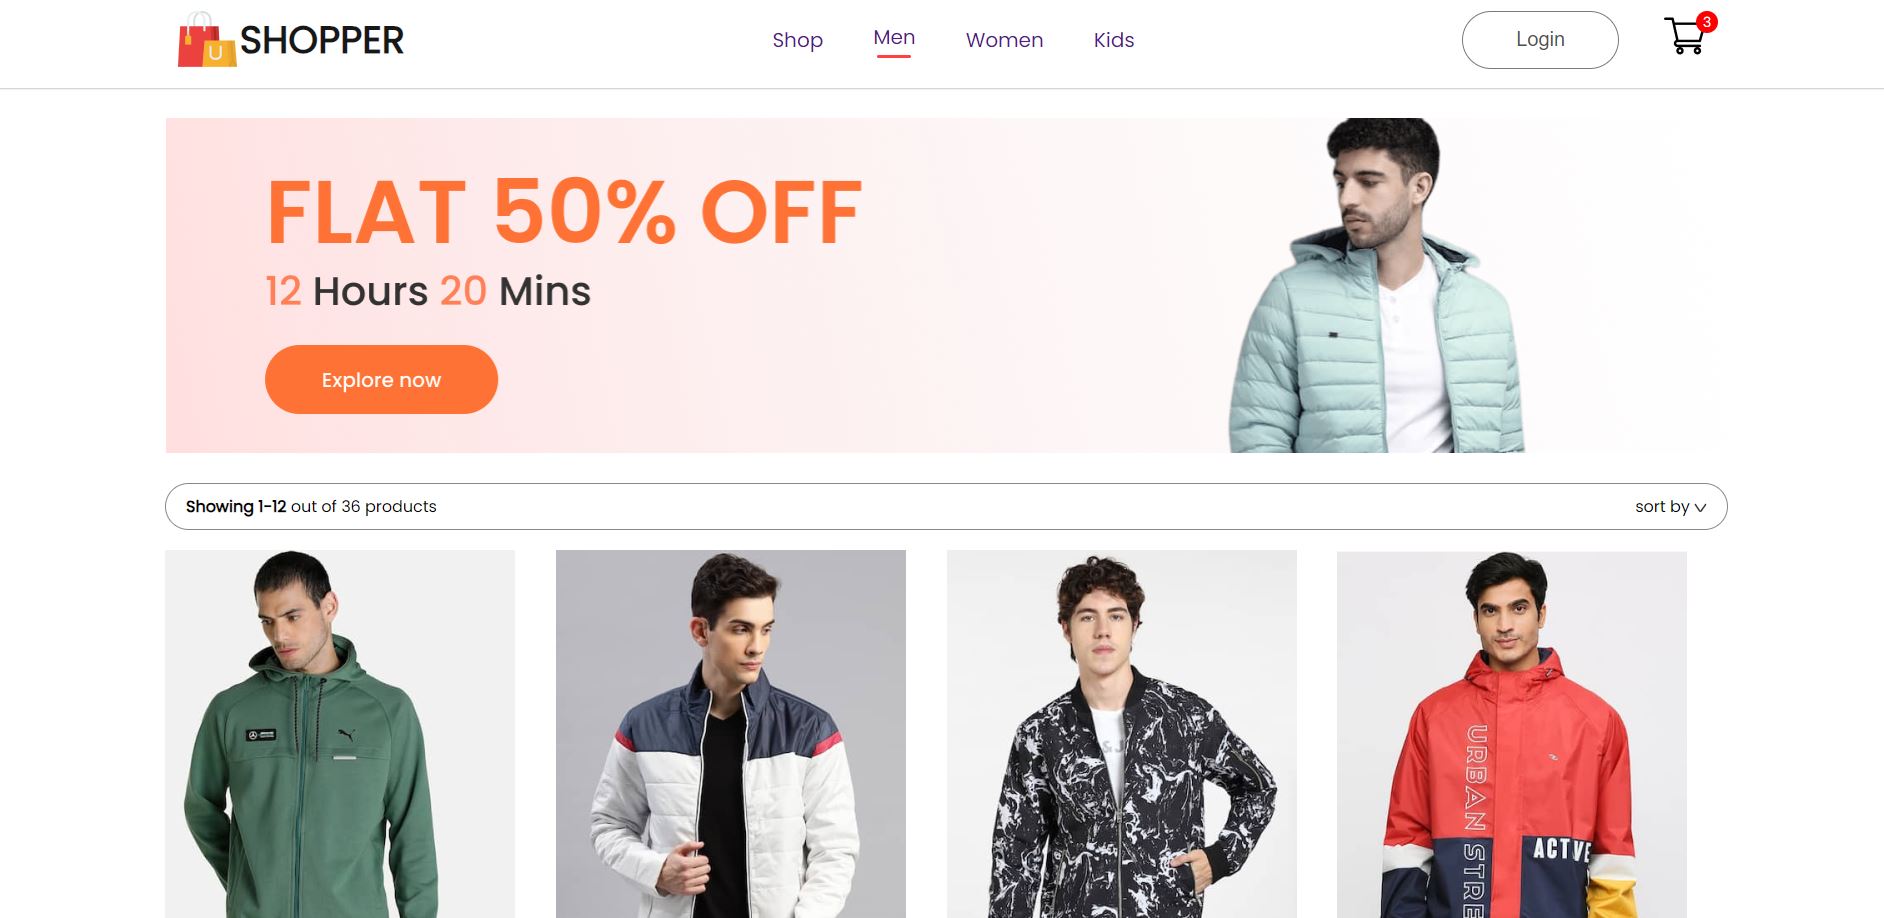 SHOPPER
Shop
Men
Women
Kids
Login
3
FLAT 50% OFF
12 Hours 20 Mins
Explore now
Showing 1-12 out of 36 products
sort by
URBAN STRE
ACTIVE